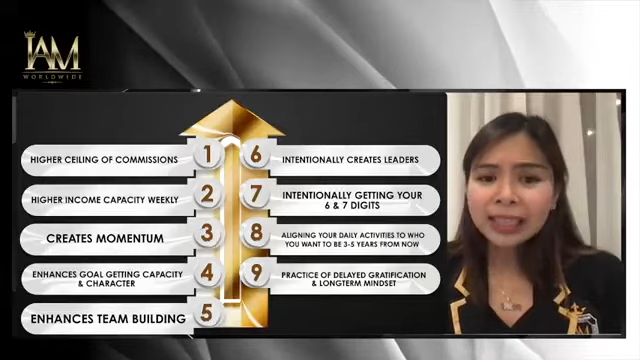 IAM
WORLDWIDE
HIGHER CEILING OF COMMISSIONS
1
HIGHER INCOME CAPACITY WEEKLY
2
CREATES MOMENTUM
3
ENHANCES GOAL GETTING CAPACITY
& CHARACTER
4
ENHANCES TEAM BUILDING
5
6
INTENTIONALLY CREATES LEADERS
7
INTENTIONALLY GETTING YOUR
6 & 7 DIGITS
8
ALIGNING YOUR DAILY ACTIVITIES TO WHO
YOU WANT TO BE 3-5 YEARS FROM NOW
9
PRACTICE OF DELAYED GRATIFICATION
& LONGTERM MINDSET